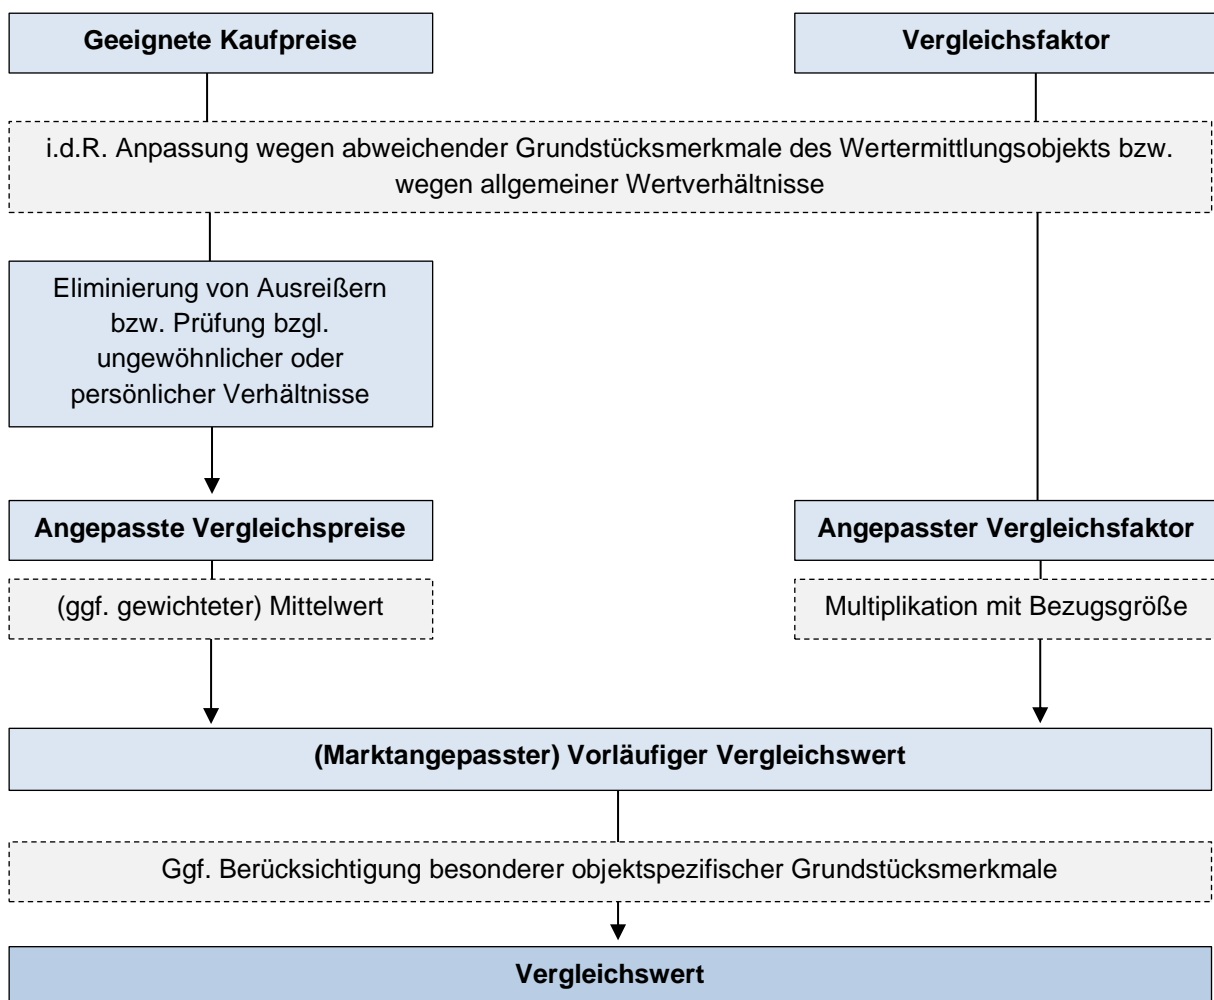 Geeignete Kaufpreise
Vergleichsfaktor
i.d.R. Anpassung wegen abweichender Grundstücksmerkmale des Wertermittlungsobjekts bzw.
wegen allgemeiner Wertverhältnisse
Eliminierung von Ausreißern
bzw. Prüfung bzgl.
ungewöhnlicher oder
persönlicher Verhältnisse
Angepasste Vergleichspreise
Angepasster Vergleichsfaktor
(ggf. gewichteter) Mittelwert
Multiplikation mit Bezugsgröße
(Marktangepasster) Vorläufiger Vergleichswert
Ggf. Berücksichtigung besonderer objektspezifischer Grundstücksmerkmale
Vergleichswert